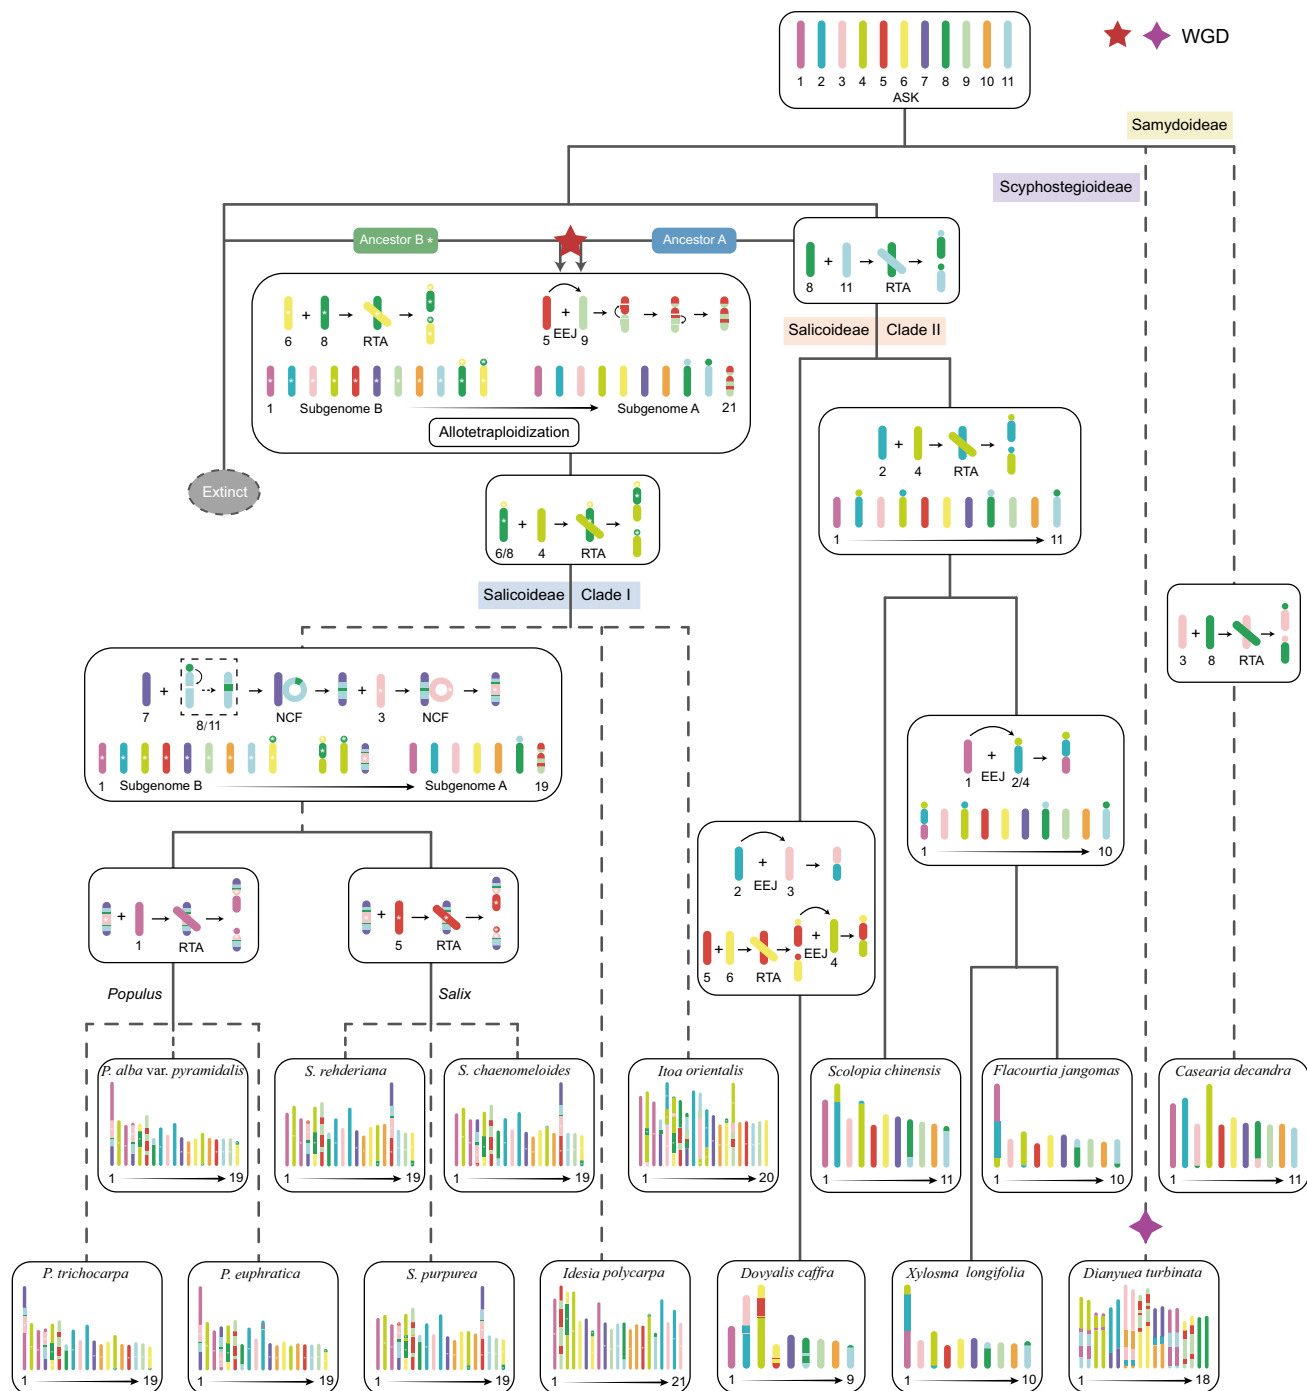 WGD
1 2 3 4 5 6 7 8 9 10 11
ASK
Samydoideae
Scyphostegioideae
Ancestor B *
Ancestor A
8 + 11 RTA
6 + 8 RTA
5 + 9
EEJ
1 Subgenome B Subgenome A 21
Allotetraploidization
Salicoideae Clade II
Extinct
2 + 4 RTA
1 11
6/8 + 4 RTA
Salicoideae Clade I
3 + 8 RTA
7 + 8/11 NCF + 3 NCF
1 Subgenome B Subgenome A 19
1 + 2/4
EEJ
1 10
2 + 3
EEJ
5 + 6 RTA + 4
EEJ
+ 1 RTA
+ 5 RTA
Populus
Salix
P. alba var. pyramidalis
1 19
S. rehderiana
1 19
S. chaenomeloides
1 19
Itoa orientalis
1 20
Scolopia chinensis
1 11
Flacourtia jangomas
1 10
Casearia decandra
1 11
P. trichocarpa
1 19
P. euphratica
1 19
S. purpurea
1 19
Idesia polycarpa
1 21
Dovyalis caffra
1 9
Xylosma longifolia
1 10
Dianyuea turbinata
1 18